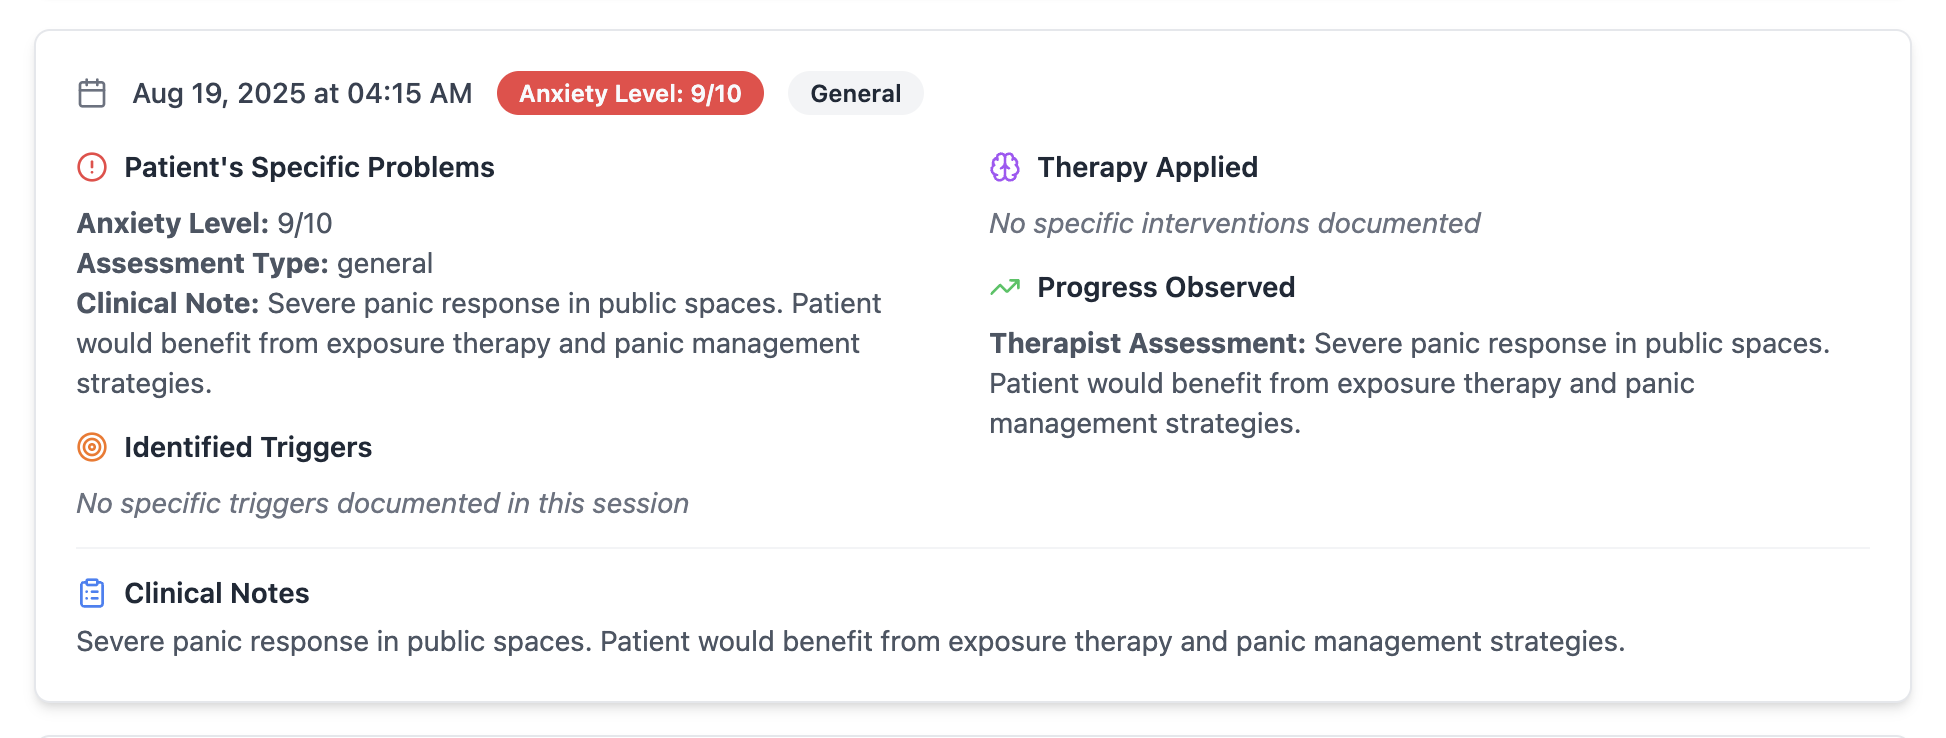 Aug 19, 2025 at 04:15 AM
Anxiety Level: 9/10
General
Patient's Specific Problems
Anxiety Level: 9/10
Assessment Type: general
Clinical Note: Severe panic response in public spaces. Patient
would benefit from exposure therapy and panic management
strategies.
Identified Triggers
No specific triggers documented in this session
Therapy Applied
No specific interventions documented
Progress Observed
Therapist Assessment: Severe panic response in public spaces.
Patient would benefit from exposure therapy and panic
management strategies.
Clinical Notes
Severe panic response in public spaces. Patient would benefit from exposure therapy and panic management strategies.